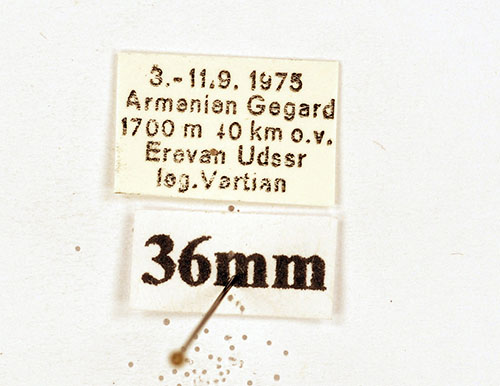 3.-11.9. 1975
Armenien Gegard
1700 m 40 km o.v.
Erevan Udssr
leg. Vartian
36mm